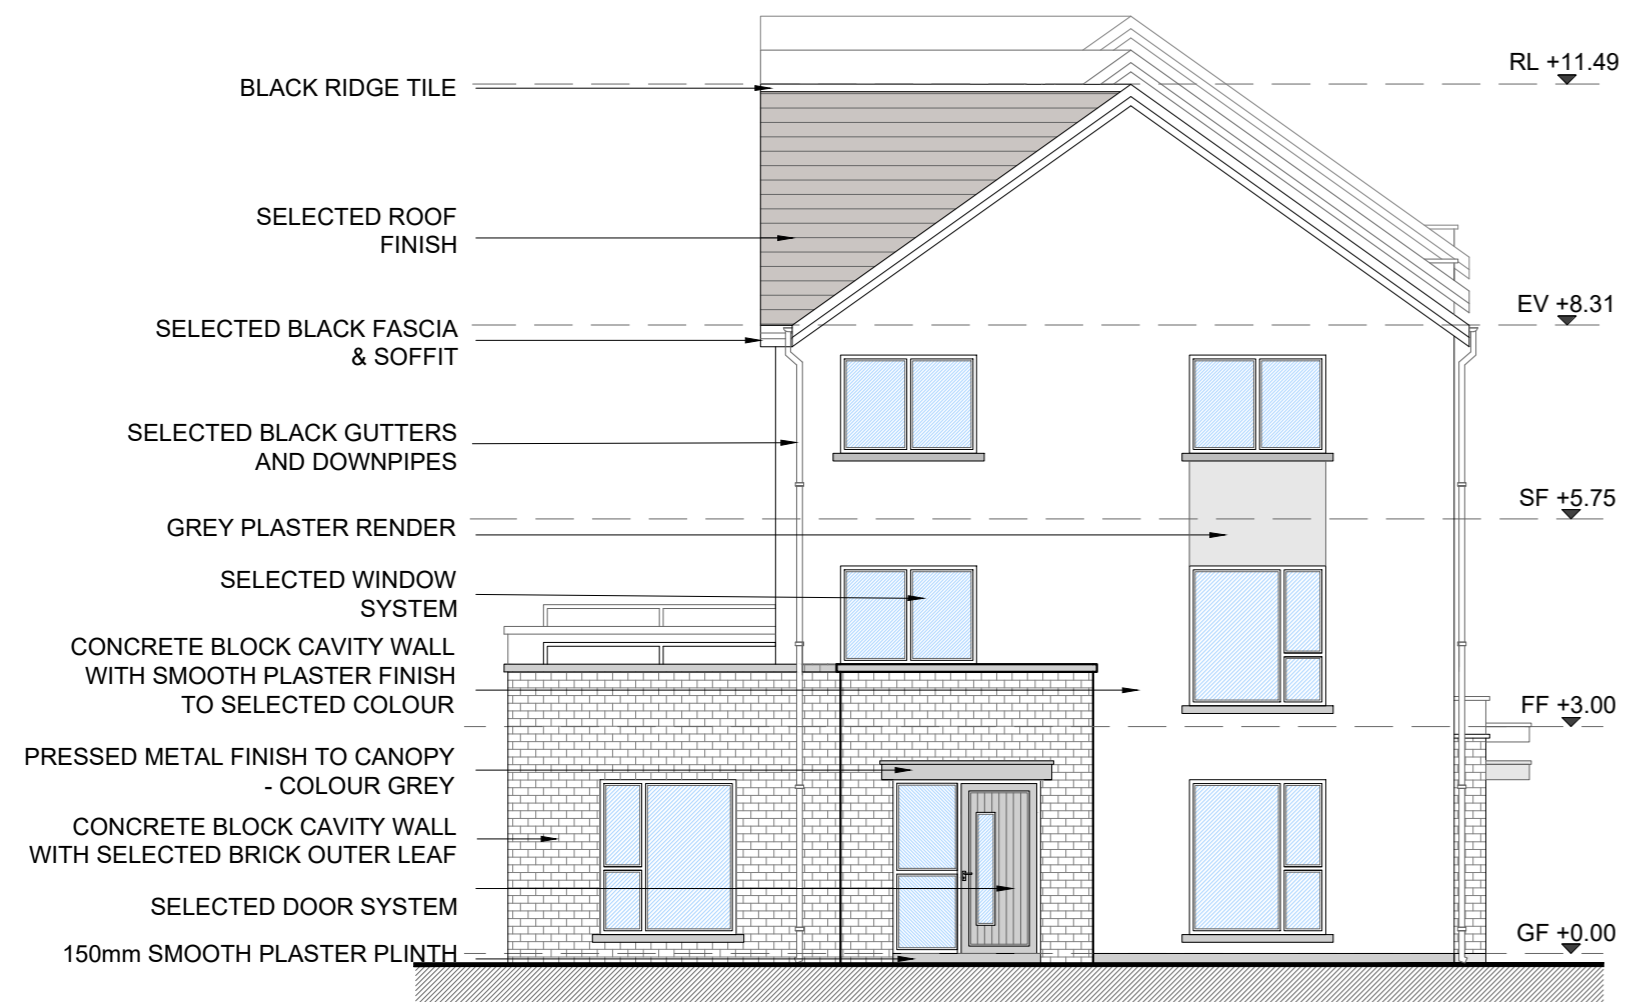 BLACK RIDGE TILE
SELECTED ROOF
FINISH
SELECTED BLACK FASCIA
& SOFFIT
SELECTED BLACK GUTTERS
AND DOWNPIPES
GREY PLASTER RENDER
SELECTED WINDOW
SYSTEM
CONCRETE BLOCK CAVITY WALL
WITH SMOOTH PLASTER FINISH
TO SELECTED COLOUR
PRESSED METAL FINISH TO CANOPY
- COLOUR GREY
CONCRETE BLOCK CAVITY WALL
WITH SELECTED BRICK OUTER LEAF
SELECTED DOOR SYSTEM
150mm SMOOTH PLASTER PLINTH
RL +11.49
EV +8.31
SF +5.75
FF +3.00
GF +0.00